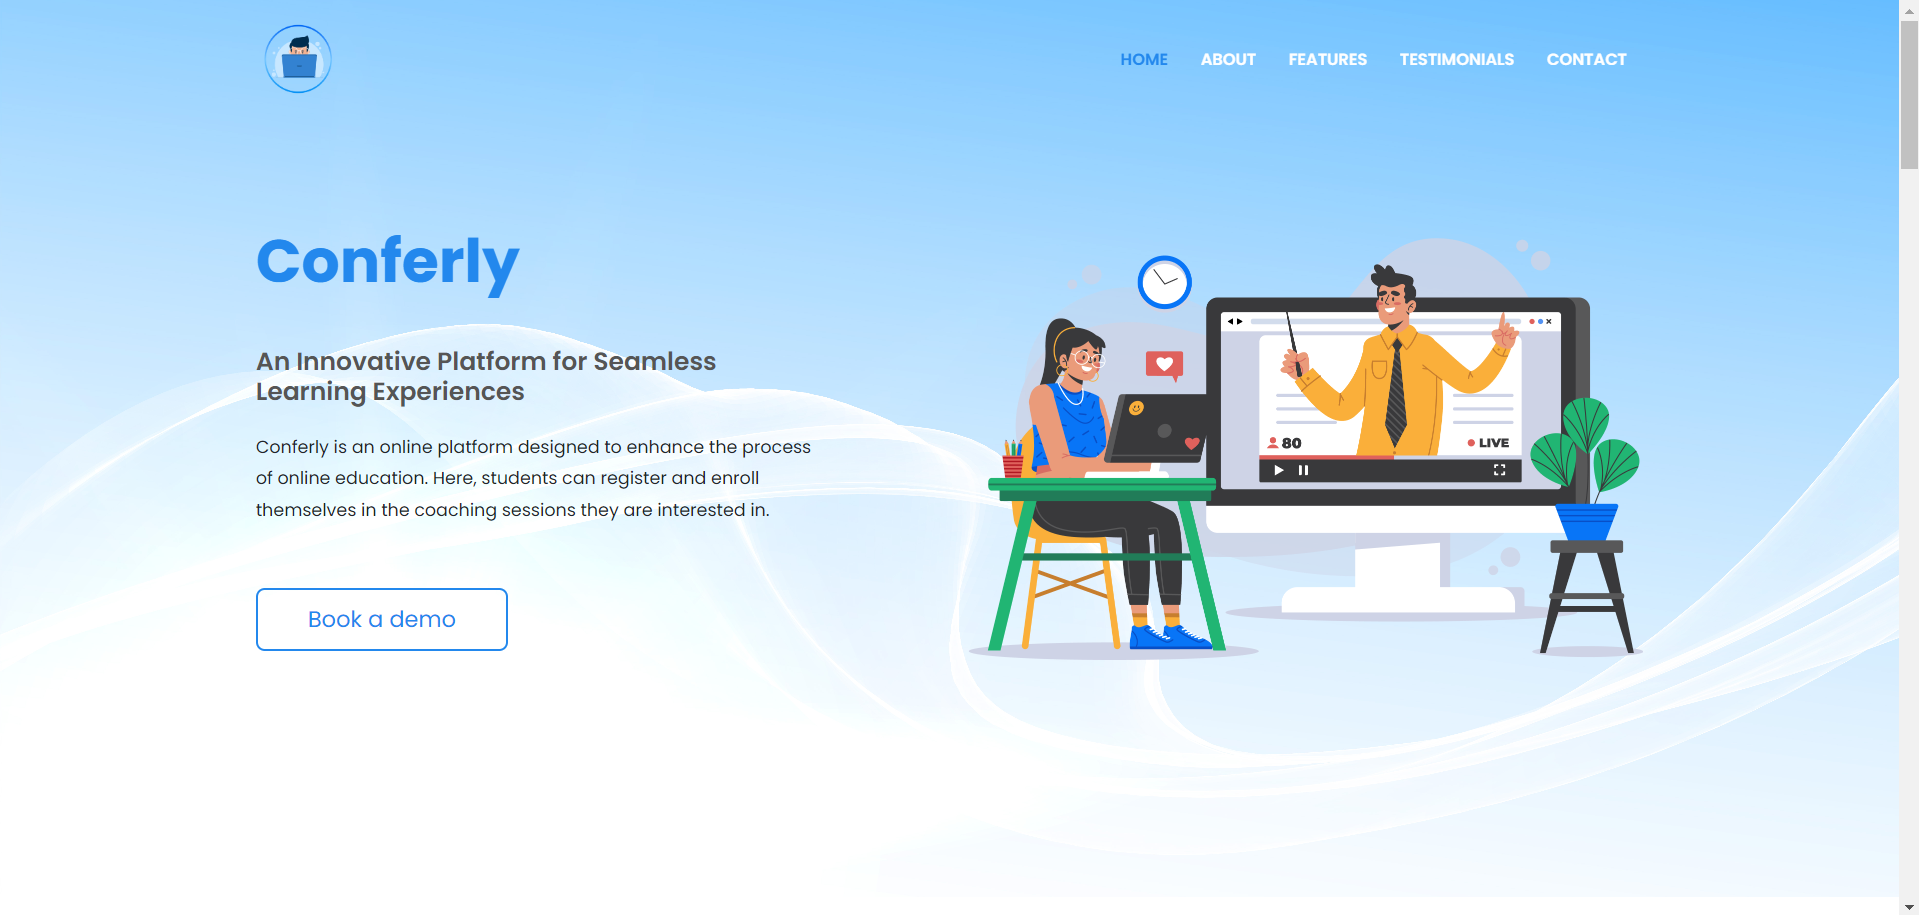 HOME ABOUT FEATURES TESTIMONIALS CONTACT
Conferly
An Innovative Platform for Seamless
Learning Experiences
Conferly is an online platform designed to enhance the process
of online education. Here, students can register and enroll
themselves in the coaching sessions they are interested in.
Book a demo
80 LIVE